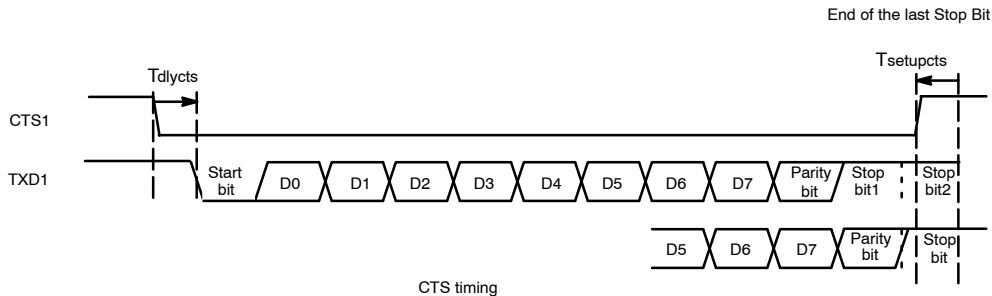 End of the last Stop Bit
Tdlycts
Tsetupcts
CTS1
TXD1
Start
bit
D0
D1
D2
D3
D4
D5
D6
D7
Parity
bit
Stop
bit1
Stop
bit2
D5
D6
D7
Parity
bit
Stop
bit
CTS timing